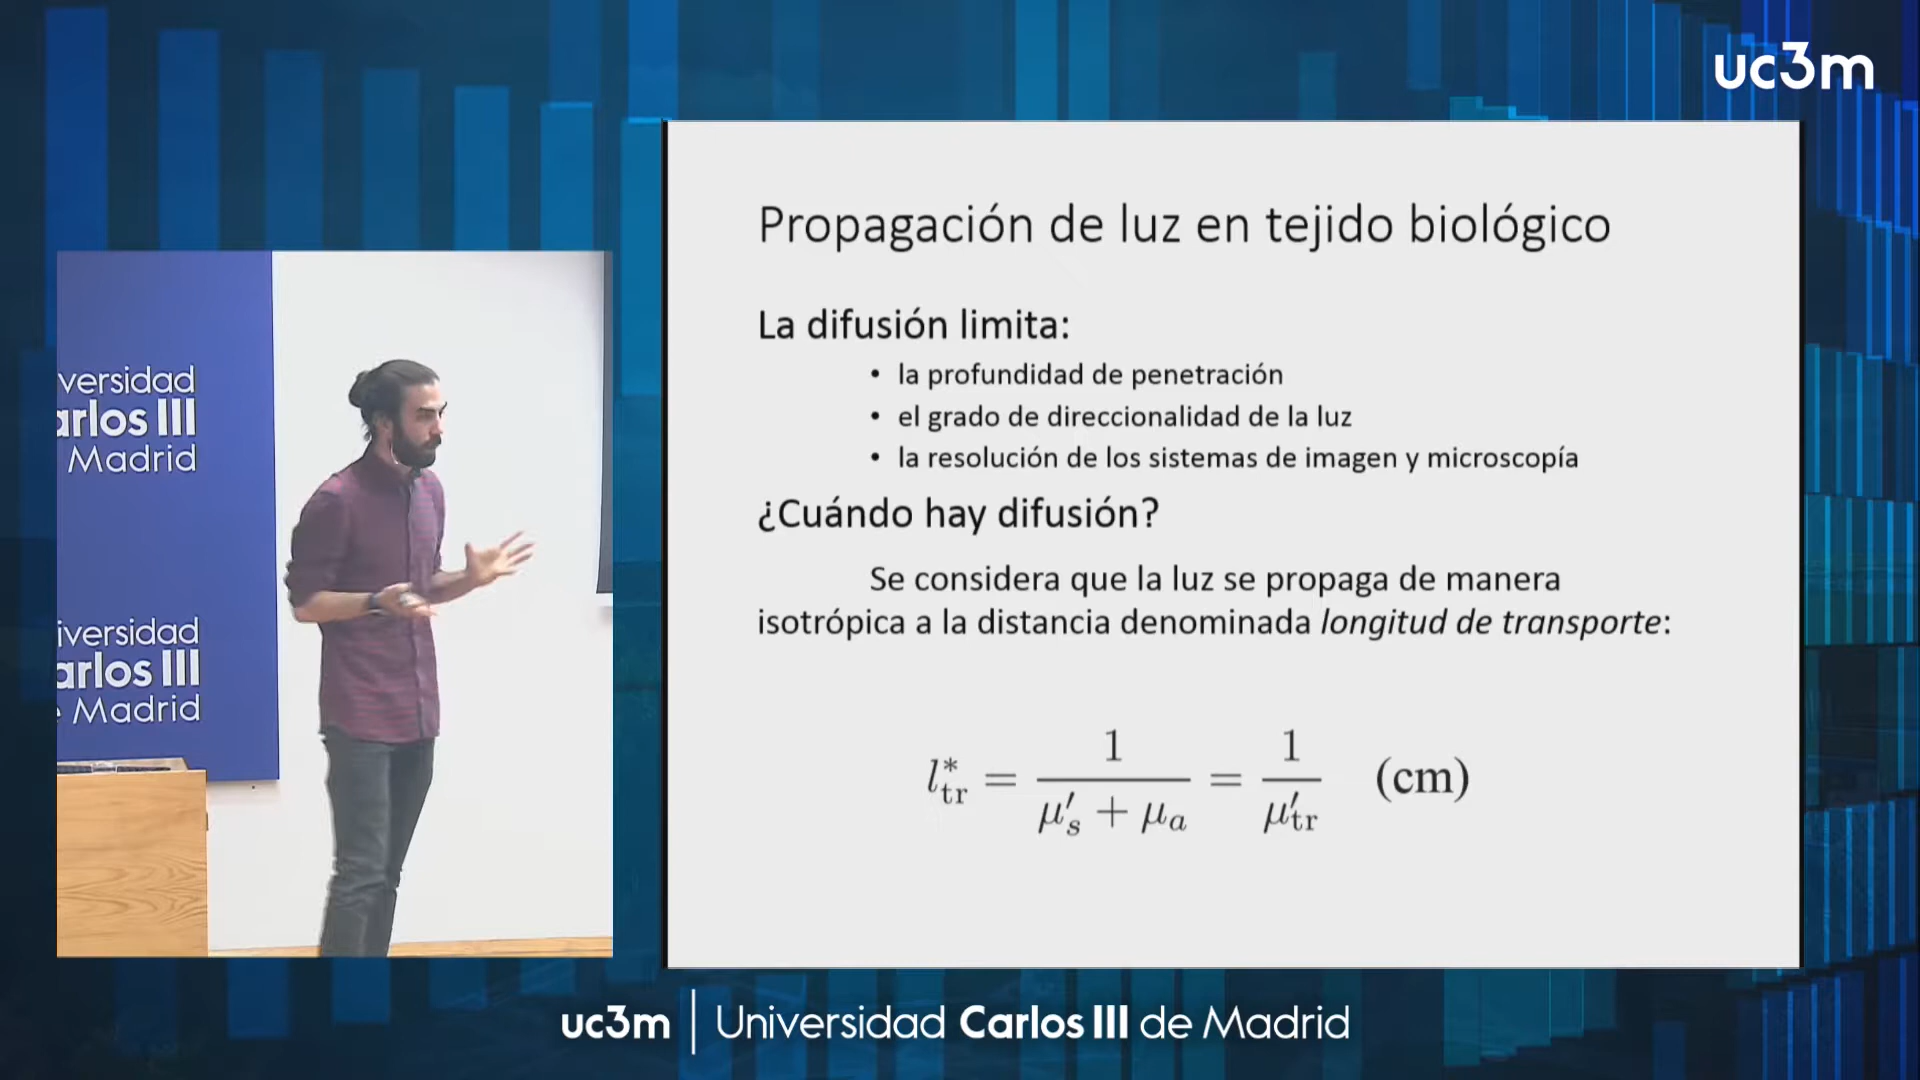 uc3m
Propagación de luz en tejido biológico
La difusión limita:
• la profundidad de penetración
• el grado de direccionalidad de la luz
• la resolución de los sistemas de imagen y microscopía
¿Cuándo hay difusión?
Se considera que la luz se propaga de manera
isotrópica a la distancia denominada longitud de transporte:
l*tr = 1 / (μ′s + μa) = 1 / μ′tr (cm)
versidad
arlos III
Madrid
iversidad
arlos III
e Madrid
uc3m | Universidad Carlos III de Madrid